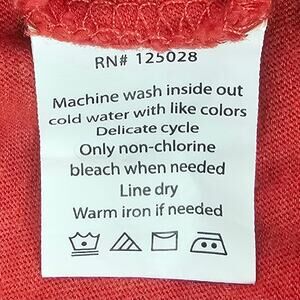 RN# 125028
Machine wash inside out
cold water with like colors
Delicate cycle
Only non-chlorine
bleach when needed
Line dry
Warm iron if needed